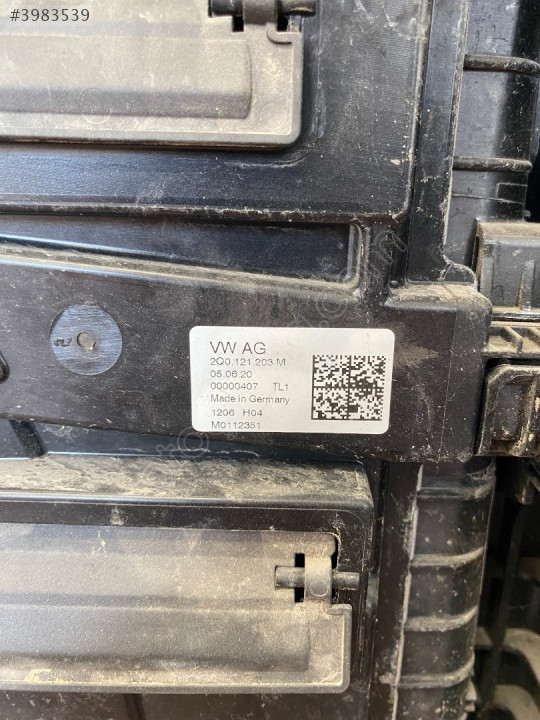 #3983539
VW AG
2Q0.121.203.M
05.06.20
00000407 TL1
Made in Germany
1206 H04
M0112351